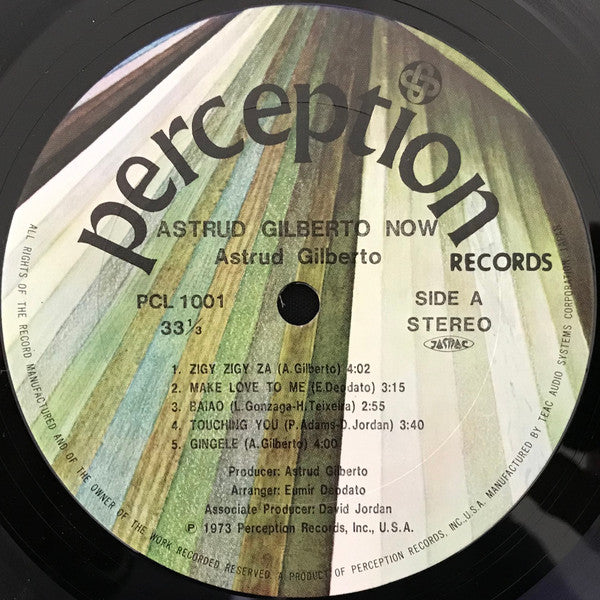 perception
RECORDS
ASTRUD GILBERTO NOW
Astrud Gilberto
PCL 1001
33 ⅓
SIDE A
STEREO
JASRAC
1. ZIGY ZIGY ZA (A.Gilberto) 4:02
2. MAKE LOVE TO ME (E.Deodato) 3:15
3. BAIAO (L.Gonzaga-H.Teixeira) 2:55
4. TOUCHING YOU (P.Adams-D.Jordan) 3:40
5. GINGELE (A.Gilberto) 4:00
Producer: Astrud Gilberto
Arranger: Eumir Deodato
Associate Producer: David Jordan
℗ 1973 Perception Records, Inc., U.S.A.
ALL RIGHTS OF THE RECORD MANUFACTURED AND OF THE OWNER OF THE WORK RECORDED RESERVED. A PRODUCT OF PERCEPTION RECORDS, INC., U.S.A. MANUFACTURED BY TEAC AUDIO SYSTEMS CORPORATION JAPAN